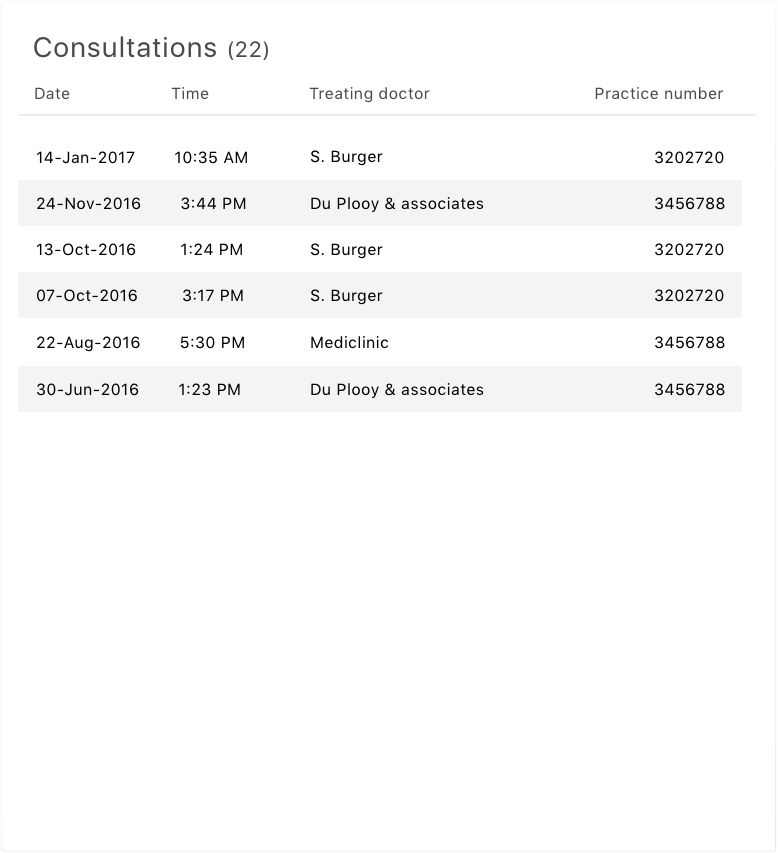 Consultations (22)
Date Time Treating doctor Practice number
14-Jan-2017 10:35 AM S. Burger 3202720
24-Nov-2016 3:44 PM Du Plooy & associates 3456788
13-Oct-2016 1:24 PM S. Burger 3202720
07-Oct-2016 3:17 PM S. Burger 3202720
22-Aug-2016 5:30 PM Mediclinic 3456788
30-Jun-2016 1:23 PM Du Plooy & associates 3456788